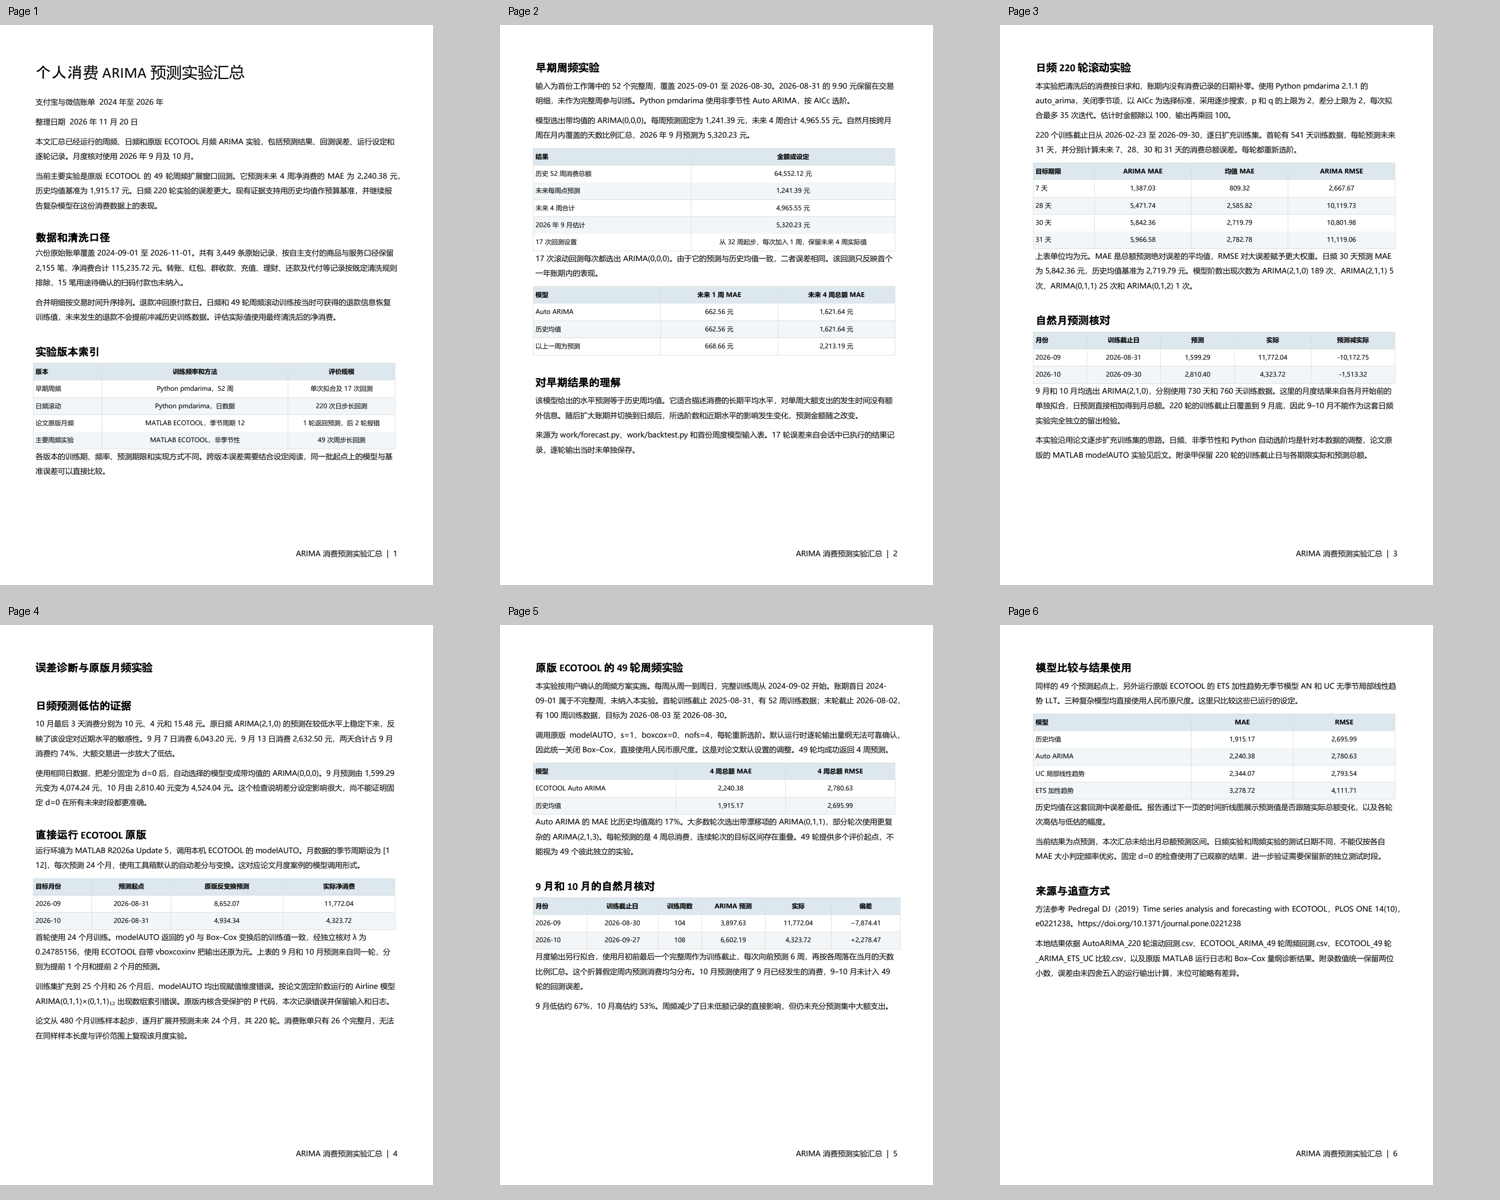 Page 1
个人消费 ARIMA 预测实验汇总
支付宝与微信账单 2024 年至 2026 年
整理日期 2026 年 11 月 20 日
本文汇总已经运行的周频、日频和原版 ECOTOOL 月频 ARIMA 实验，包括预测结果、回测误差、运行设定和
逐轮记录。月度核对使用 2026 年 9 月及 10 月。
当前主要实验是原版 ECOTOOL 的 49 轮周频扩展窗口回测。它预测未来 4 周净消费的 MAE 为 2,240.38 元，
历史均值基准为 1,915.17 元。日频 220 轮实验的误差更大。现有证据支持用历史均值作预算基准，并继续报
告复杂模型在这份消费数据上的表现。
数据和清洗口径
六份原始账单覆盖 2024-09-01 至 2026-11-01。共有 3,449 条原始记录，按自主支付的商品与服务口径保留
2,155 笔，净消费合计 115,235.72 元。转账、红包、群收款、充值、理财、还款及代付等记录按既定清洗规则
排除，15 笔用途待确认的扫码付款也未纳入。
合并明细按交易时间升序排列。退款冲回原付款日。日频和 49 轮周频滚动训练按当时可获得的退款信息恢复
训练值，未来发生的退款不会提前冲减历史训练数据。评估实际值使用最终清洗后的净消费。
实验版本索引
版本 训练频率和方法 评价规模
早期周频 Python pmdarima，52 周 单次拟合及 17 次回测
日频滚动 Python pmdarima，日数据 220 次日步长回测
论文原版月频 MATLAB ECOTOOL，季节周期 12 1 轮返回预测，后 2 轮报错
主要周频实验 MATLAB ECOTOOL，非季节性 49 次周步长回测
各版本的训练期、频率、预测期限和实现方式不同。跨版本误差需要结合设定阅读，同一批起点上的模型与基
准误差可以直接比较。
ARIMA 消费预测实验汇总 | 1
Page 2
早期周频实验
输入为首份工作簿中的 52 个完整周，覆盖 2025-09-01 至 2026-08-30。2026-08-31 的 9.90 元保留在交易
明细，未作为完整周参与训练。Python pmdarima 使用非季节性 Auto ARIMA，按 AICc 选阶。
模型选出带均值的 ARIMA(0,0,0)。每周预测固定为 1,241.39 元，未来 4 周合计 4,965.55 元。自然月按跨月
周在月内覆盖的天数比例汇总，2026 年 9 月预测为 5,320.23 元。
结果 金额或设定
历史 52 周消费总额 64,552.12 元
未来每周点预测 1,241.39 元
未来 4 周合计 4,965.55 元
2026 年 9 月估计 5,320.23 元
17 次回测设置 从 32 周起步，每次加入 1 周，保留未来 4 周实际值
17 次滚动回测每次都选出 ARIMA(0,0,0)。由于它的预测与历史均值一致，二者误差相同。该回测只反映首个
一年账期内的表现。
模型 未来 1 周 MAE 未来 4 周总额 MAE
Auto ARIMA 662.56 元 1,621.64 元
历史均值 662.56 元 1,621.64 元
以上一周为预测 668.66 元 2,213.19 元
对早期结果的理解
该模型给出的水平预测等于历史周均值。它适合描述消费的长期平均水平，对单周大额支出的发生时间没有额
外信息。随后扩大账期并切换到日频后，所选阶数和近期水平的影响发生变化，预测金额随之改变。
来源为 work/forecast.py、work/backtest.py 和首份周度模型输入表。17 轮误差来自会话中已执行的结果记
录，逐轮输出当时未单独保存。
ARIMA 消费预测实验汇总 | 2
Page 3
日频 220 轮滚动实验
本实验把清洗后的消费按日求和，账期内没有消费记录的日期补零。使用 Python pmdarima 2.1.1 的
auto_arima，关闭季节项，以 AICc 为选择标准，采用逐步搜索，p 和 q 的上限为 2，差分上限为 2，每次拟
合最多 35 次迭代。估计时金额除以 100，输出再乘回 100。
220 个训练截止日从 2026-02-23 至 2026-09-30，逐日扩充训练集。首轮有 541 天训练数据，每轮预测未来
31 天，并分别计算未来 7、28、30 和 31 天的消费总额误差。每轮都重新选阶。
目标期限 ARIMA MAE 均值 MAE ARIMA RMSE
7 天 1,387.03 809.32 2,667.67
28 天 5,471.74 2,585.82 10,119.73
30 天 5,842.36 2,719.79 10,801.98
31 天 5,966.58 2,782.78 11,119.06
上表单位均为元。MAE 是总额预测绝对误差的平均值，RMSE 对大误差赋予更大权重。日频 30 天预测 MAE
为 5,842.36 元，历史均值基准为 2,719.79 元。模型阶数出现次数为 ARIMA(2,1,0) 189 次、ARIMA(2,1,1) 5
次、ARIMA(0,1,1) 25 次和 ARIMA(0,1,2) 1 次。
自然月预测核对
月份 训练截止日 预测 实际 预测减实际
2026-09 2026-08-31 1,599.29 11,772.04 -10,172.75
2026-10 2026-09-30 2,810.40 4,323.72 -1,513.32
9 月和 10 月均选出 ARIMA(2,1,0)，分别使用 730 天和 760 天训练数据。这里的月度结果来自各月开始前的
单独拟合，日预测直接相加得到月总额。220 轮的训练截止日覆盖到 9 月底，因此 9–10 月不能作为这套日频
实验完全独立的留出检验。
本实验沿用论文逐步扩充训练集的思路。日频、非季节性和 Python 自动选阶均是针对本数据的调整，论文原
版的 MATLAB modelAUTO 实验见后文。附录甲保留 220 轮的训练截止日与各期限实际和预测总额。
ARIMA 消费预测实验汇总 | 3
Page 4
误差诊断与原版月频实验
日频预测低估的证据
10 月最后 3 天消费分别为 10 元、4 元和 15.48 元。原日频 ARIMA(2,1,0) 的预测在较低水平上稳定下来，反
映了该设定对近期水平的敏感性。9 月 7 日消费 6,043.20 元，9 月 13 日消费 2,632.50 元，两天合计占 9 月
消费约 74%，大额交易进一步放大了低估。
使用相同日数据，把差分固定为 d=0 后，自动选择的模型变成带均值的 ARIMA(0,0,0)。9 月预测由 1,599.29
元变为 4,074.24 元，10 月由 2,810.40 元变为 4,524.04 元。这个检查说明差分设定影响很大，尚不能证明固
定 d=0 在所有未来时段都更准确。
直接运行 ECOTOOL 原版
运行环境为 MATLAB R2026a Update 5，调用本机 ECOTOOL 的 modelAUTO。月数据的季节周期设为 [1
12]，每次预测 24 个月，使用工具箱默认的自动差分与变换。这对应论文月度案例的模型调用形式。
目标月份 预测起点 原版反变换预测 实际净消费
2026-09 2026-08-31 8,652.07 11,772.04
2026-10 2026-08-31 4,934.34 4,323.72
首轮使用 24 个月训练。modelAUTO 返回的 y0 与 Box–Cox 变换后的训练值一致，经独立核对 λ 为
0.24785156，使用 ECOTOOL 自带 vboxcoxinv 把输出还原为元。上表的 9 月和 10 月预测来自同一轮，分
别为提前 1 个月和提前 2 个月的预测。
训练集扩充到 25 个月和 26 个月后，modelAUTO 均出现赋值维度错误。按论文固定阶数运行的 Airline 模型
ARIMA(0,1,1)×(0,1,1)₁₂ 出现数组索引错误。原版内核含受保护的 P 代码，本次记录错误并保留输入和日志。
论文从 480 个月训练样本起步，逐月扩展并预测未来 24 个月，共 220 轮。消费账单只有 26 个完整月，无法
在同样样本长度与评价范围上复现该月度实验。
ARIMA 消费预测实验汇总 | 4
Page 5
原版 ECOTOOL 的 49 轮周频实验
本实验按用户确认的周频方案实施。每周从周一到周日，完整训练周从 2024-09-02 开始。账期首日 2024-
09-01 属于不完整周，未纳入本实验。首轮训练截止 2025-08-31，有 52 周训练数据；末轮截止 2026-08-02，
有 100 周训练数据，目标为 2026-08-03 至 2026-08-30。
调用原版 modelAUTO，s=1、boxcox=0、nofs=4，每轮重新选阶。默认运行时逐轮输出量纲无法可靠确认，
因此统一关闭 Box–Cox，直接使用人民币原尺度。这是对论文默认设置的调整。49 轮均成功返回 4 周预测。
模型 4 周总额 MAE 4 周总额 RMSE
ECOTOOL Auto ARIMA 2,240.38 2,780.63
历史均值 1,915.17 2,695.99
Auto ARIMA 的 MAE 比历史均值高约 17%。大多数轮次选出带漂移项的 ARIMA(0,1,1)，部分轮次使用更复
杂的 ARIMA(2,1,3)。每轮预测的是 4 周总消费，连续轮次的目标区间存在重叠。49 轮提供多个评价起点，不
能视为 49 个彼此独立的实验。
9 月和 10 月的自然月核对
月份 训练截止日 训练周数 ARIMA 预测 实际 偏差
2026-09 2026-08-30 104 3,897.63 11,772.04 −7,874.41
2026-10 2026-09-27 108 6,602.19 4,323.72 +2,278.47
月度输出另行拟合，使用月初前最后一个完整周作为训练截止，每次向前预测 6 周，再按各周落在当月的天数
比例汇总。这个折算假定周内预测消费均匀分布。10 月预测使用了 9 月已经发生的消费，9–10 月未计入 49
轮的回测误差。
9 月低估约 67%，10 月高估约 53%。周频减少了日末低额记录的直接影响，但仍未充分预测集中大额支出。
ARIMA 消费预测实验汇总 | 5
Page 6
模型比较与结果使用
同样的 49 个预测起点上，另外运行原版 ECOTOOL 的 ETS 加性趋势无季节模型 AN 和 UC 无季节局部线性趋
势 LLT。三种复杂模型均直接使用人民币原尺度。这里只比较这些已运行的设定。
模型 MAE RMSE
历史均值 1,915.17 2,695.99
Auto ARIMA 2,240.38 2,780.63
UC 局部线性趋势 2,344.07 2,793.54
ETS 加性趋势 3,278.72 4,111.71
历史均值在这套回测中误差最低。报告通过下一页的时间折线图展示预测值是否跟随实际总额变化，以及各轮
次高估与低估的幅度。
当前结果为点预测，本次汇总未给出月总额预测区间。日频实验和周频实验的测试日期不同，不能仅按各自
MAE 大小判定频率优劣。固定 d=0 的检查使用了已观察的结果，进一步验证需要保留新的独立测试时段。
来源与追查方式
方法参考 Pedregal DJ（2019）Time series analysis and forecasting with ECOTOOL，PLOS ONE 14(10)，
e0221238。https://doi.org/10.1371/journal.pone.0221238
本地结果依据 AutoARIMA_220 轮滚动回测.csv、ECOTOOL_ARIMA_49 轮周频回测.csv、ECOTOOL_49 轮
_ARIMA_ETS_UC 比较.csv，以及原版 MATLAB 运行日志和 Box–Cox 量纲诊断结果。附录数值统一保留两位
小数，误差由未四舍五入的运行输出计算，末位可能略有差异。
ARIMA 消费预测实验汇总 | 6